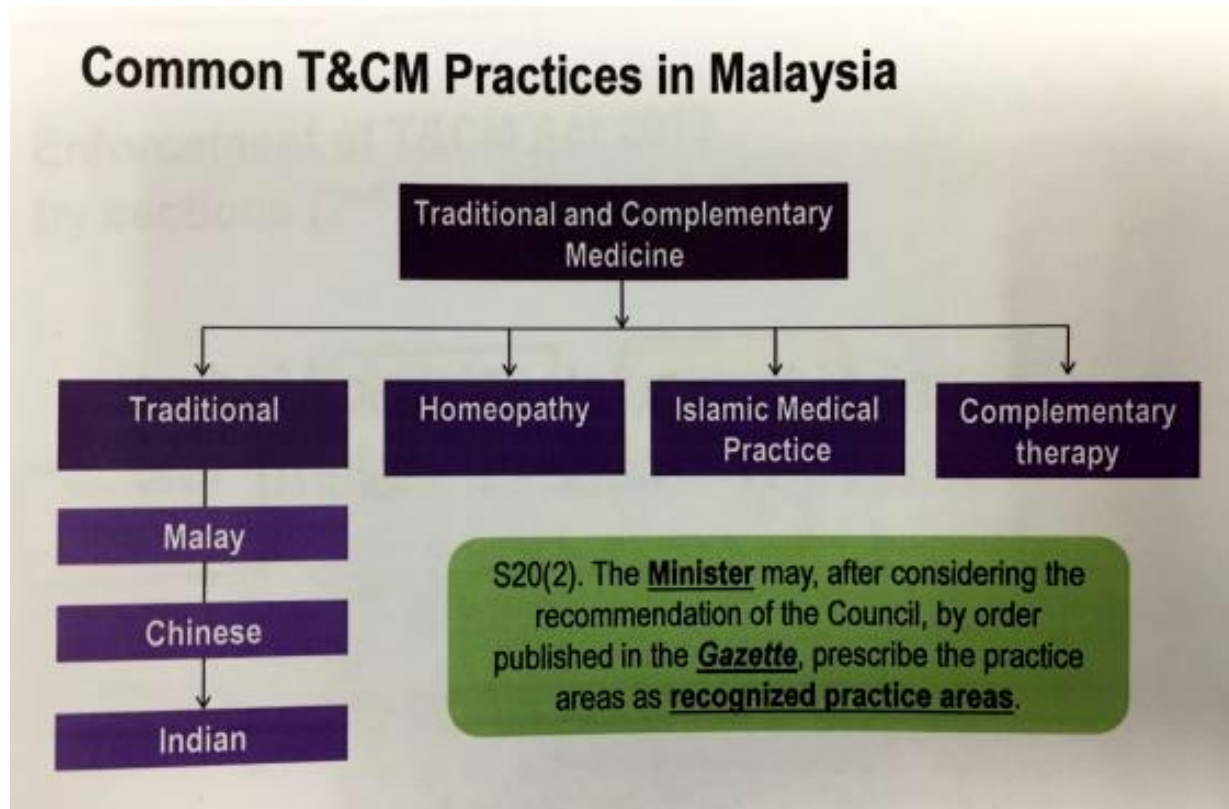 Common T&CM Practices in Malaysia
Traditional and Complementary
Medicine
Traditional
Homeopathy
Islamic Medical
Practice
Complementary
therapy
Malay
Chinese
Indian
S20(2). The Minister may, after considering the
recommendation of the Council, by order
published in the Gazette, prescribe the practice
areas as recognized practice areas.